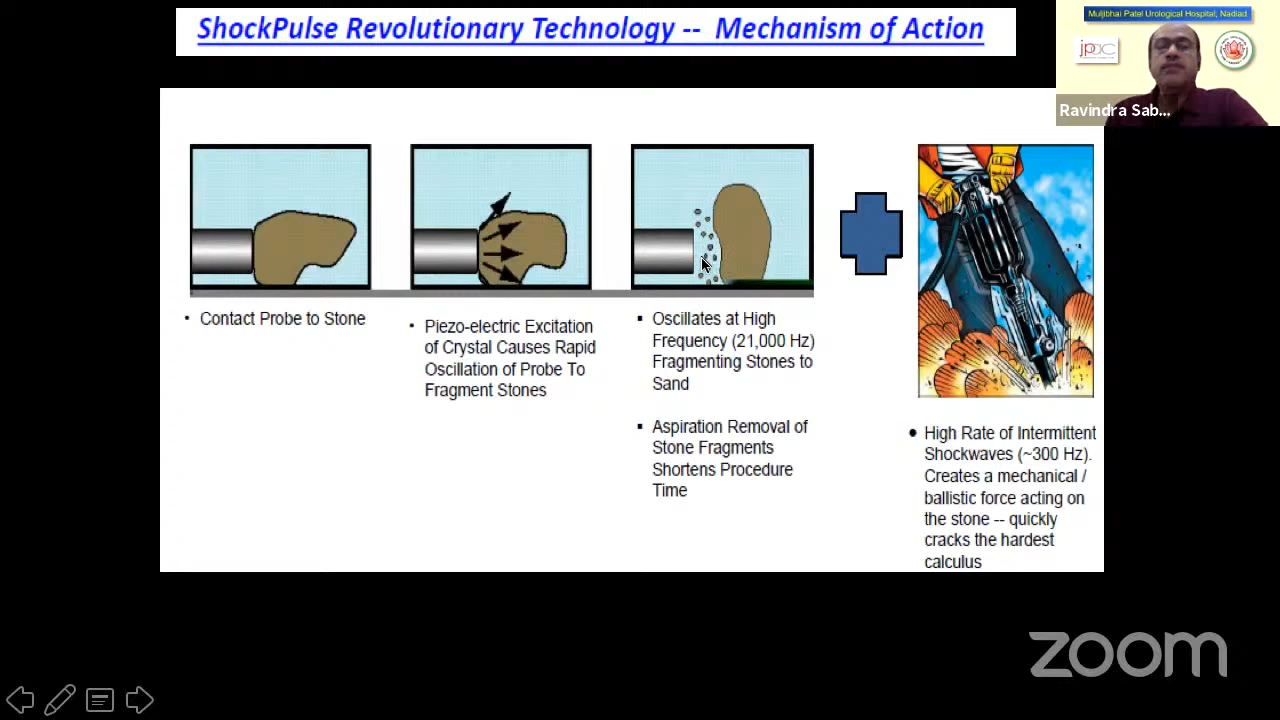 ShockPulse Revolutionary Technology -- Mechanism of Action
Muljibhai Patel Urological Hospital, Nadiad
jpac
Ravindra Sab...
• Contact Probe to Stone
• Piezo-electric Excitation
of Crystal Causes Rapid
Oscillation of Probe To
Fragment Stones
▪ Oscillates at High
Frequency (21,000 Hz)
Fragmenting Stones to
Sand
▪ Aspiration Removal of
Stone Fragments
Shortens Procedure
Time
• High Rate of Intermittent
Shockwaves (~300 Hz).
Creates a mechanical /
ballistic force acting on
the stone -- quickly
cracks the hardest
calculus
zoom